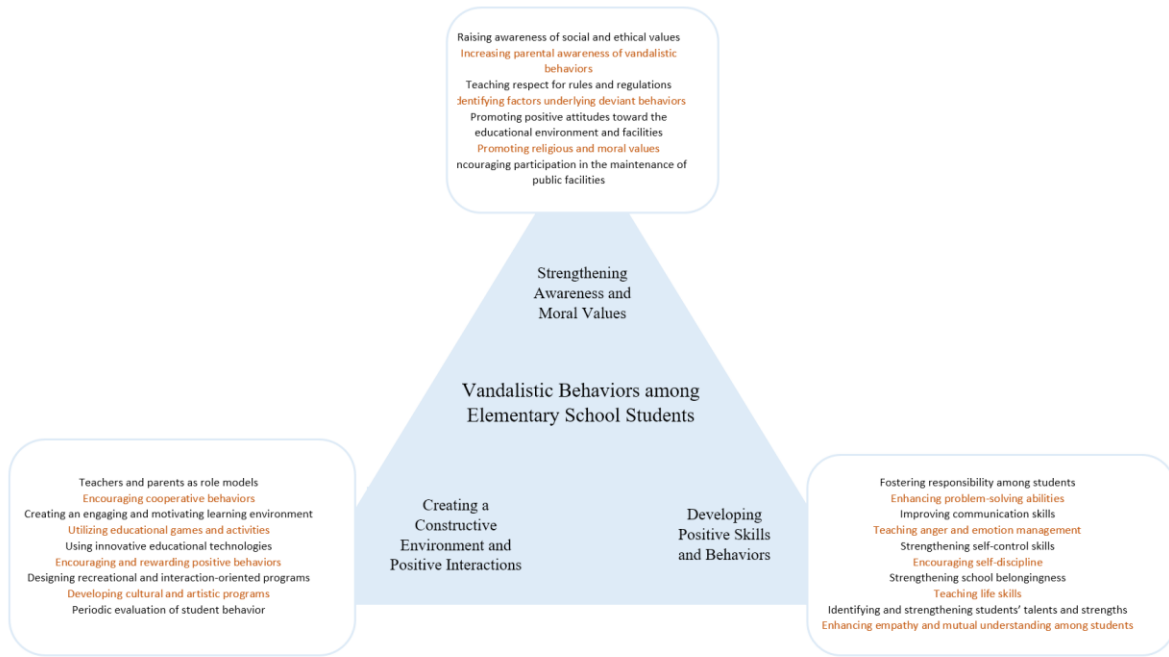 Raising awareness of social and ethical values
Increasing parental awareness of vandalistic
behaviors
Teaching respect for rules and regulations
dentifying factors underlying deviant behaviors
Promoting positive attitudes toward the
educational environment and facilities
Promoting religious and moral values
ncouraging participation in the maintenance of
public facilities
Strengthening
Awareness and
Moral Values
Vandalistic Behaviors among
Elementary School Students
Creating a
Constructive
Environment and
Positive Interactions
Developing
Positive Skills
and Behaviors
Teachers and parents as role models
Encouraging cooperative behaviors
Creating an engaging and motivating learning environment
Utilizing educational games and activities
Using innovative educational technologies
Encouraging and rewarding positive behaviors
Designing recreational and interaction-oriented programs
Developing cultural and artistic programs
Periodic evaluation of student behavior
Fostering responsibility among students
Enhancing problem-solving abilities
Improving communication skills
Teaching anger and emotion management
Strengthening self-control skills
Encouraging self-discipline
Strengthening school belongingness
Teaching life skills
Identifying and strengthening students' talents and strengths
Enhancing empathy and mutual understanding among students